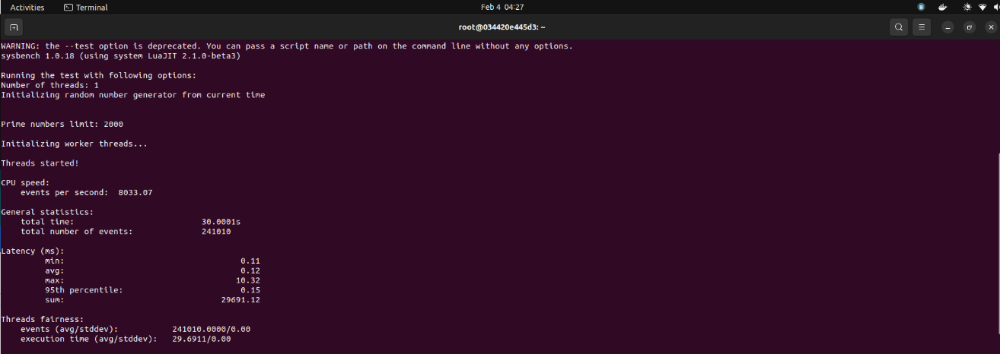 Activities Terminal Feb 4 04:27
root@034420e445d3: ~
WARNING: the --test option is deprecated. You can pass a script name or path on the command line without any options.
sysbench 1.0.18 (using system LuaJIT 2.1.0-beta3)
Running the test with following options:
Number of threads: 1
Initializing random number generator from current time
Prime numbers limit: 2000
Initializing worker threads...
Threads started!
CPU speed:
events per second: 8033.07
General statistics:
total time: 30.0001s
total number of events: 241010
Latency (ms):
min: 0.11
avg: 0.12
max: 10.32
95th percentile: 0.15
sum: 29691.12
Threads fairness:
events (avg/stddev): 241010.0000/0.00
execution time (avg/stddev): 29.6911/0.00